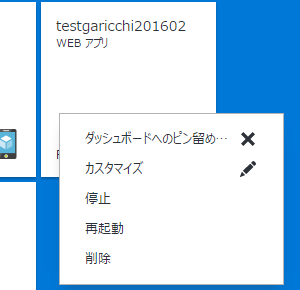 testgaricchi201602
WEB アプリ
ダッシュボードへのピン留め…
カスタマイズ
停止
再起動
削除